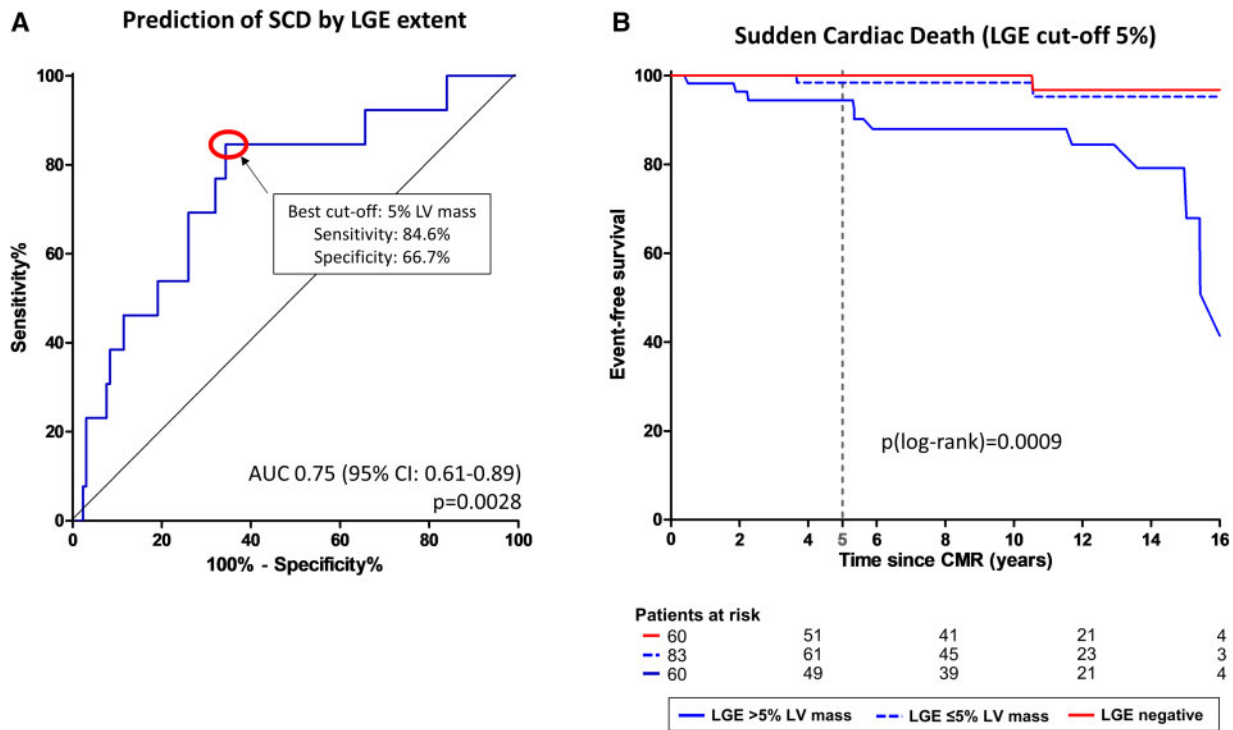 A
Prediction of SCD by LGE extent
100
80
60
40
20
0
Sensitivity%
Best cut-off: 5% LV mass
Sensitivity: 84.6%
Specificity: 66.7%
AUC 0.75 (95% CI: 0.61-0.89)
p=0.0028
0 20 40 60 80 100
100% - Specificity%
B
Sudden Cardiac Death (LGE cut-off 5%)
100
80
60
40
20
0
Event-free survival
p(log-rank)=0.0009
0 2 4 5 6 8 10 12 14 16
Time since CMR (years)
Patients at risk
60 51 41 21 4
83 61 45 23 3
60 49 39 21 4
LGE >5% LV mass LGE ≤5% LV mass LGE negative